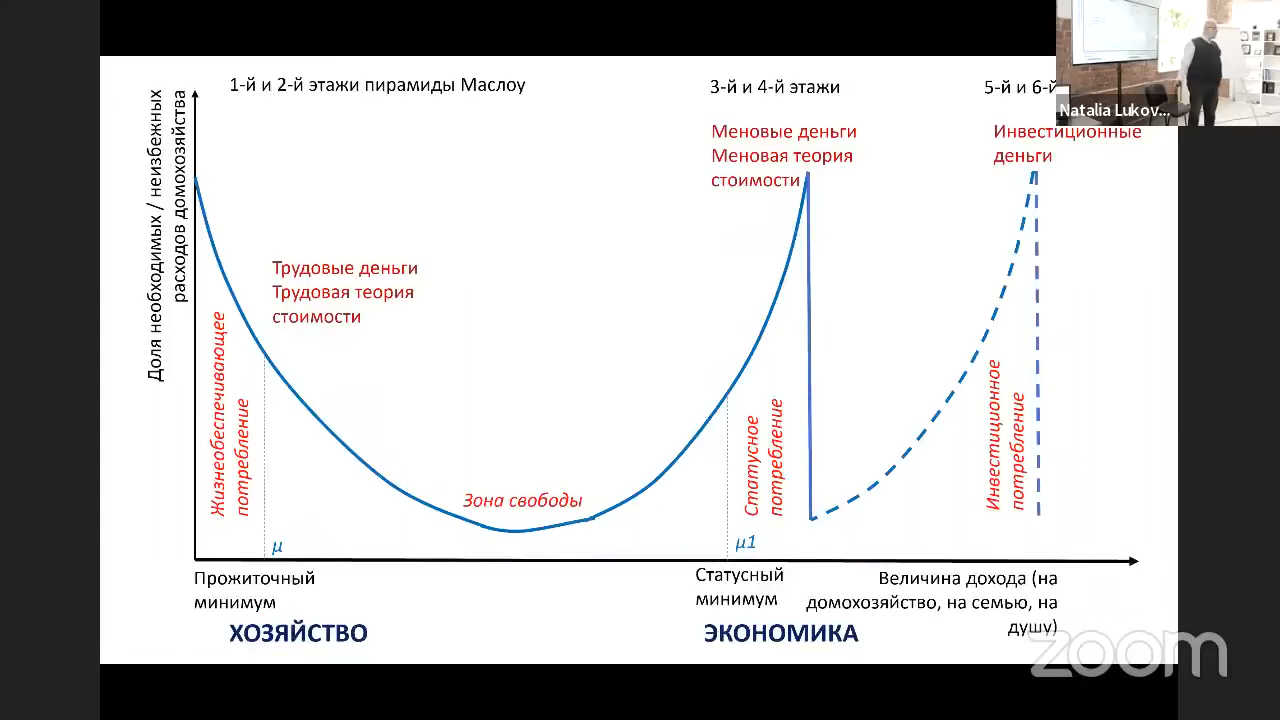 1-й и 2-й этажи пирамиды Маслоу
3-й и 4-й этажи
5-й и 6-й
Natalia Lukov...
Доля необходимых / неизбежных
расходов домохозяйства
Меновые деньги
Меновая теория
стоимости
Инвестиционные
деньги
Трудовые деньги
Трудовая теория
стоимости
Жизнеобеспечивающее
потребление
Зона свободы
Статусное
потребление
Инвестиционное
потребление
μ
μ1
Прожиточный
минимум
Статусный
минимум
Величина дохода (на
домохозяйство, на семью, на
душу)
ХОЗЯЙСТВО
ЭКОНОМИКА
zoom